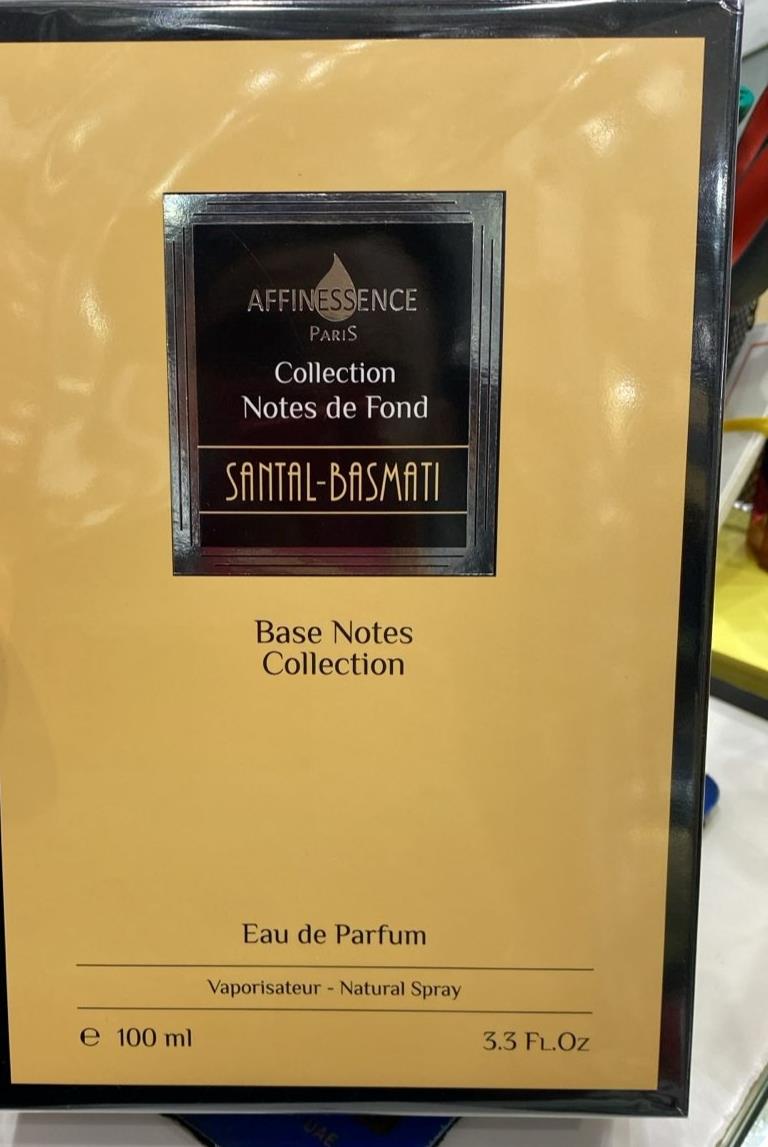 AFFINESSENCE
PARIS
Collection
Notes de Fond
SANTAL-BASMATI
Base Notes
Collection
Eau de Parfum
Vaporisateur - Natural Spray
℮ 100 ml
3.3 FL.OZ
UAE